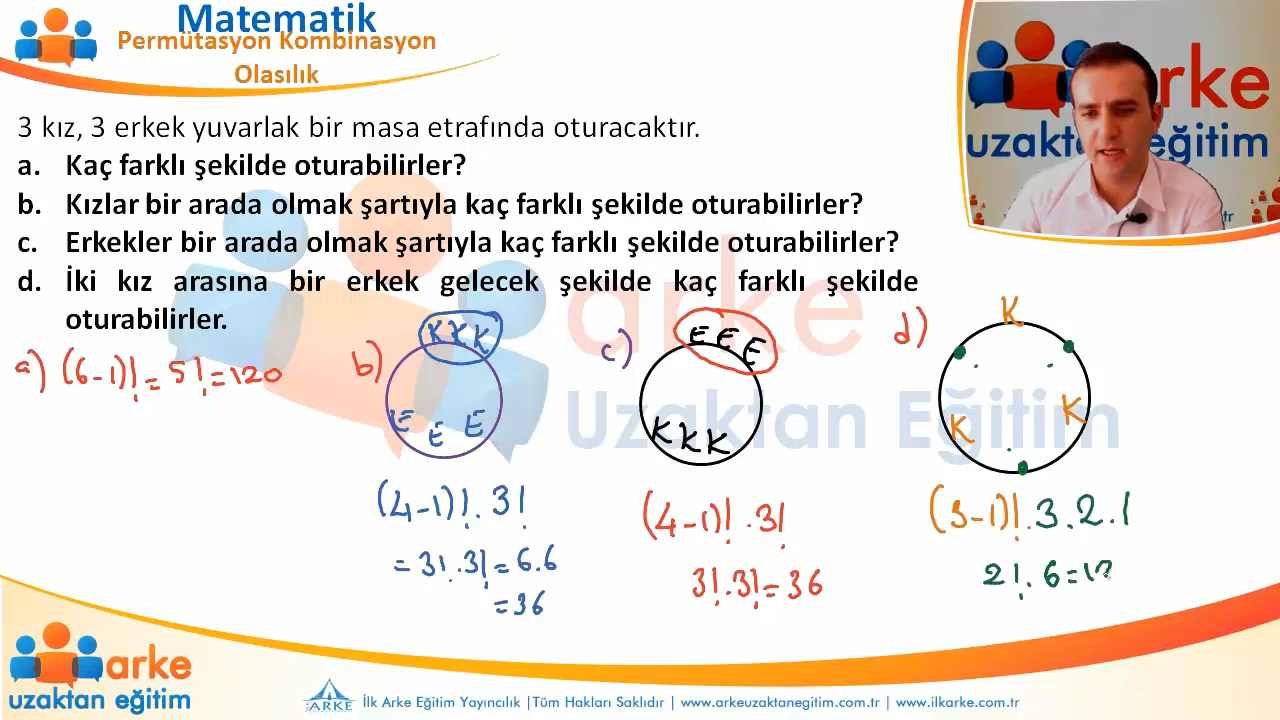 Matematik
Permütasyon Kombinasyon
Olasılık
arke
uzaktan eğitim
3 kız, 3 erkek yuvarlak bir masa etrafında oturacaktır.
a. Kaç farklı şekilde oturabilirler?
b. Kızlar bir arada olmak şartıyla kaç farklı şekilde oturabilirler?
c. Erkekler bir arada olmak şartıyla kaç farklı şekilde oturabilirler?
d. İki kız arasına bir erkek gelecek şekilde kaç farklı şekilde
oturabilirler.
arke
Uzaktan Eğitim
a) (6-1)! = 5! = 120
b) K K K
E E E
(4-1)! . 3!
= 3! . 3! = 6.6
= 36
c) E E E
K K K
(4-1)! . 3!
3! . 3! = 36
d) K
K K
(3-1)! . 3 . 2 . 1
2! . 6 = 12
arke
uzaktan eğitim
ARKE
İlk Arke Eğitim Yayıncılık |Tüm Hakları Saklıdır | www.arkeuzaktanegitim.com.tr | www.ilkarke.com.tr